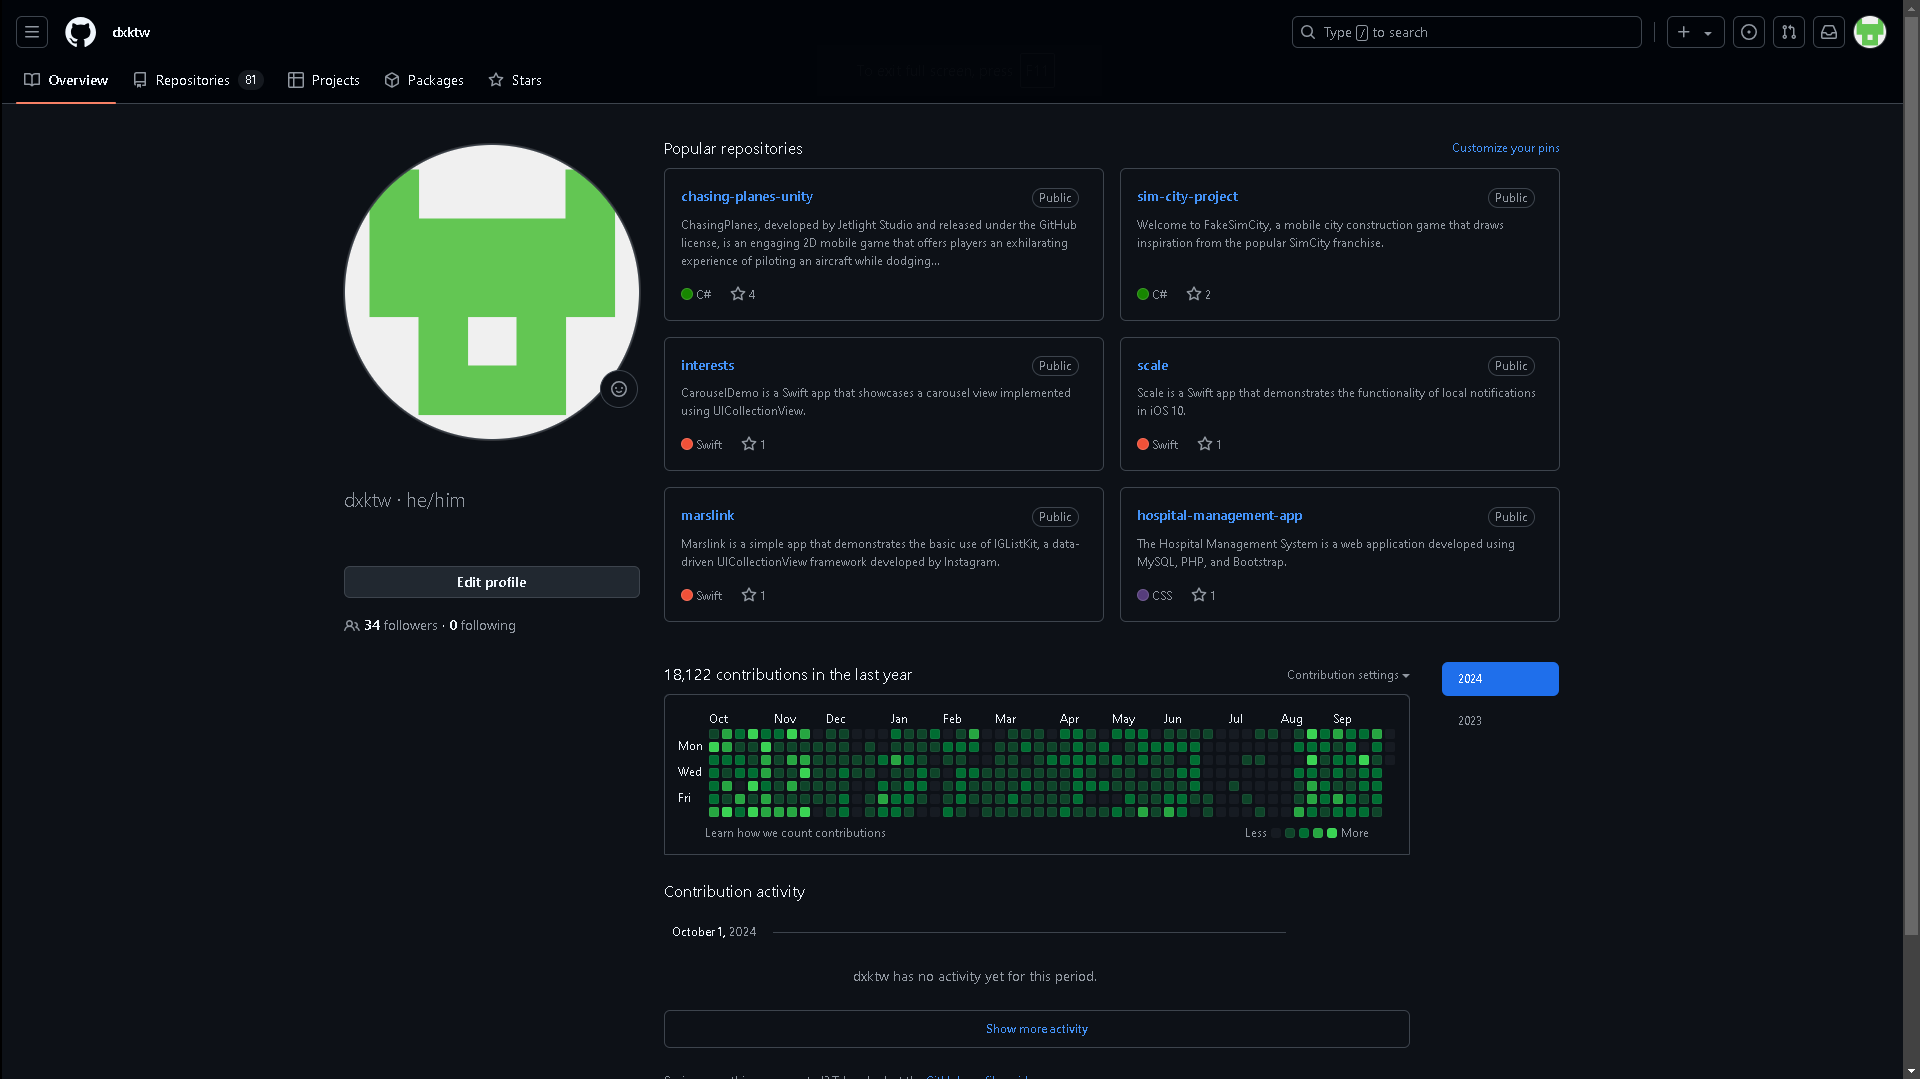 dxktw
Type / to search
Overview
Repositories 81
Projects
Packages
Stars
dxktw · he/him
Edit profile
34 followers · 0 following
Popular repositories
Customize your pins
chasing-planes-unity
Public
ChasingPlanes, developed by Jetlight Studio and released under the GitHub
license, is an engaging 2D mobile game that offers players an exhilarating
experience of piloting an aircraft while dodging...
C# 4
sim-city-project
Public
Welcome to FakeSimCity, a mobile city construction game that draws
inspiration from the popular SimCity franchise.
C# 2
interests
Public
CarouselDemo is a Swift app that showcases a carousel view implemented
using UICollectionView.
Swift 1
scale
Public
Scale is a Swift app that demonstrates the functionality of local notifications
in iOS 10.
Swift 1
marslink
Public
Marslink is a simple app that demonstrates the basic use of IGListKit, a data-
driven UICollectionView framework developed by Instagram.
Swift 1
hospital-management-app
Public
The Hospital Management System is a web application developed using
MySQL, PHP, and Bootstrap.
CSS 1
18,122 contributions in the last year
Contribution settings
2024
2023
Oct Nov Dec Jan Feb Mar Apr May Jun Jul Aug Sep
Mon
Wed
Fri
Learn how we count contributions
Less More
Contribution activity
October 1, 2024
dxktw has no activity yet for this period.
Show more activity